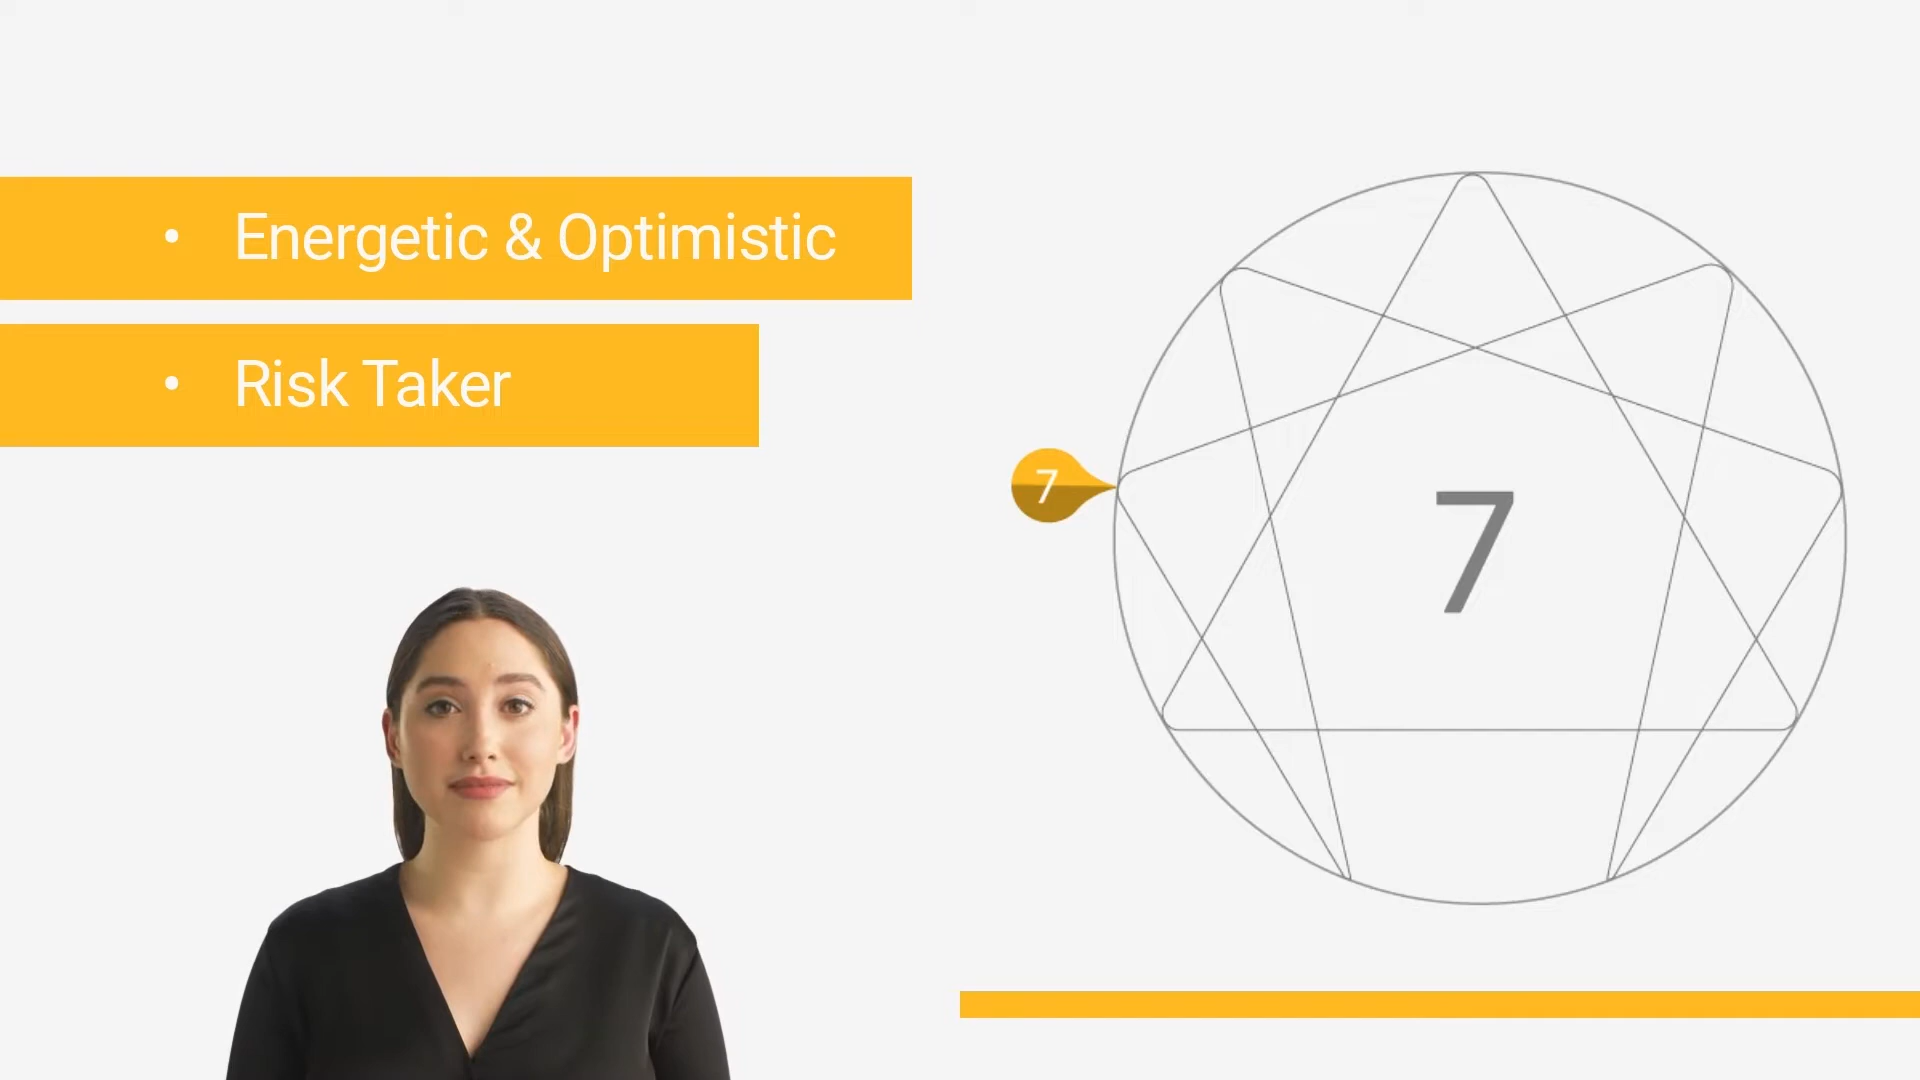 • Energetic & Optimistic
• Risk Taker
7
7